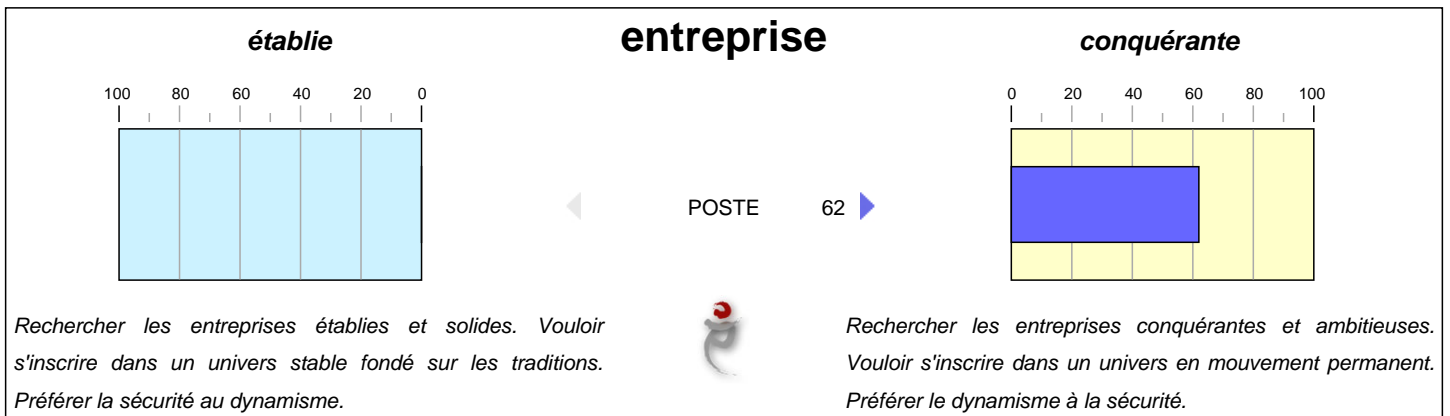 établie
entreprise
conquérante
100 80 60 40 20 0
0 20 40 60 80 100
POSTE 62
Rechercher les entreprises établies et solides. Vouloir
s'inscrire dans un univers stable fondé sur les traditions.
Préférer la sécurité au dynamisme.
Rechercher les entreprises conquérantes et ambitieuses.
Vouloir s'inscrire dans un univers en mouvement permanent.
Préférer le dynamisme à la sécurité.